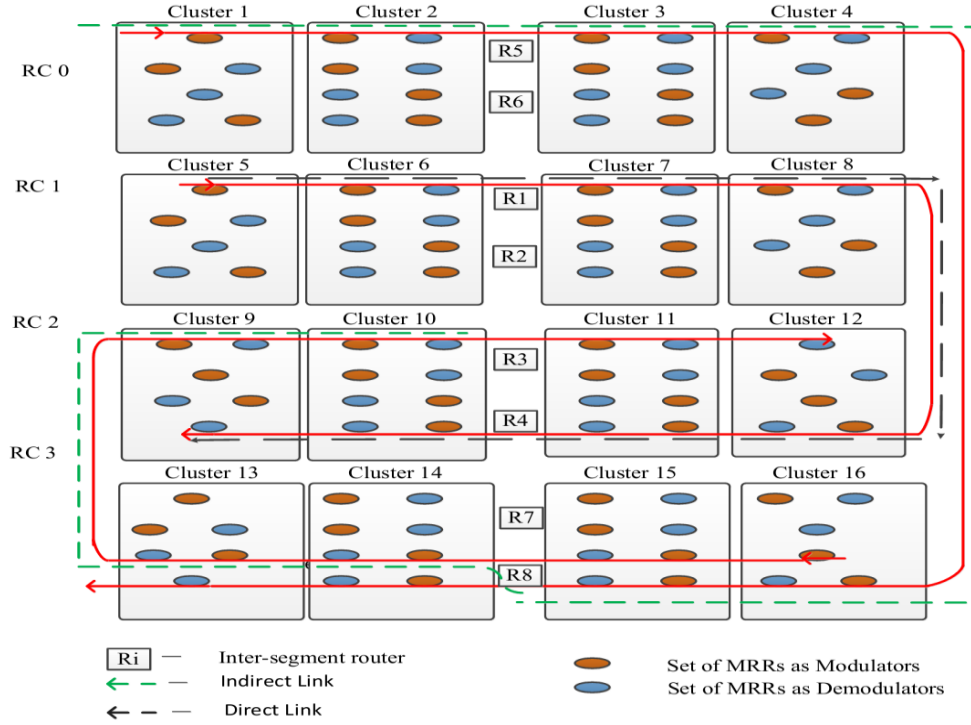 Cluster 1 Cluster 2 Cluster 3 Cluster 4
R5
RC 0
R6
Cluster 5 Cluster 6 Cluster 7 Cluster 8
RC 1
R1
R2
RC 2
Cluster 9 Cluster 10 Cluster 11 Cluster 12
R3
R4
RC 3
Cluster 13 Cluster 14 Cluster 15 Cluster 16
R7
R8
Ri — Inter-segment router
Indirect Link
Direct Link
Set of MRRs as Modulators
Set of MRRs as Demodulators